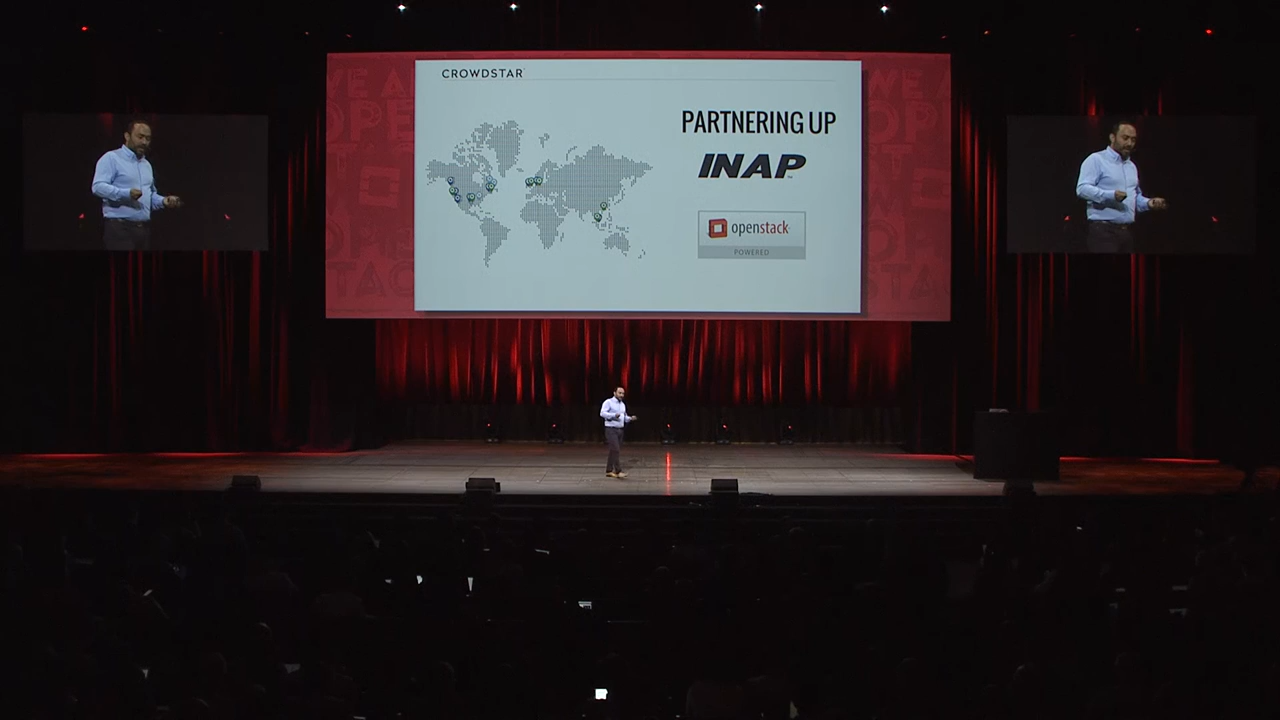 CROWDSTAR
PARTNERING UP
INAP
openstack
POWERED